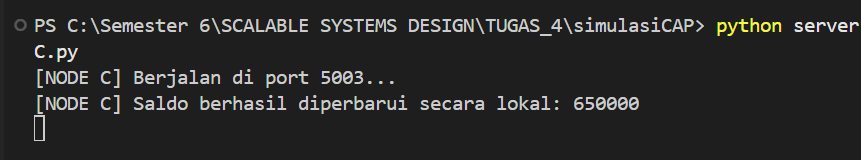 PS C:\Semester 6\SCALABLE SYSTEMS DESIGN\TUGAS_4\simulasiCAP> python server
C.py
[NODE C] Berjalan di port 5003...
[NODE C] Saldo berhasil diperbarui secara lokal: 650000